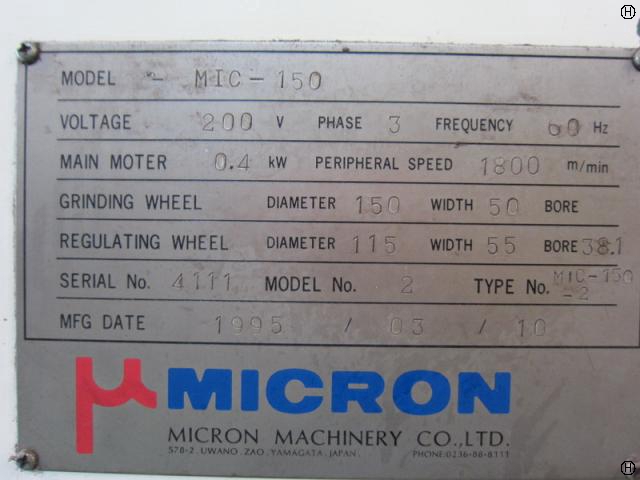 H
MODEL - MIC-150
VOLTAGE 200 V PHASE 3 FREQUENCY 60 Hz
MAIN MOTER 0.4 kW PERIPHERAL SPEED 1800 m/min
GRINDING WHEEL DIAMETER 150 WIDTH 50 BORE
REGULATING WHEEL DIAMETER 115 WIDTH 55 BORE 38.1
SERIAL No. 4111 MODEL No. 2 TYPE No. MIC-150
-2
MFG DATE 1995 / 03 / 10
μ MICRON
MICRON MACHINERY CO.,LTD.
578-2. UWANO. ZAO. YAMAGATA. JAPAN. PHONE:0236-88-8111
H